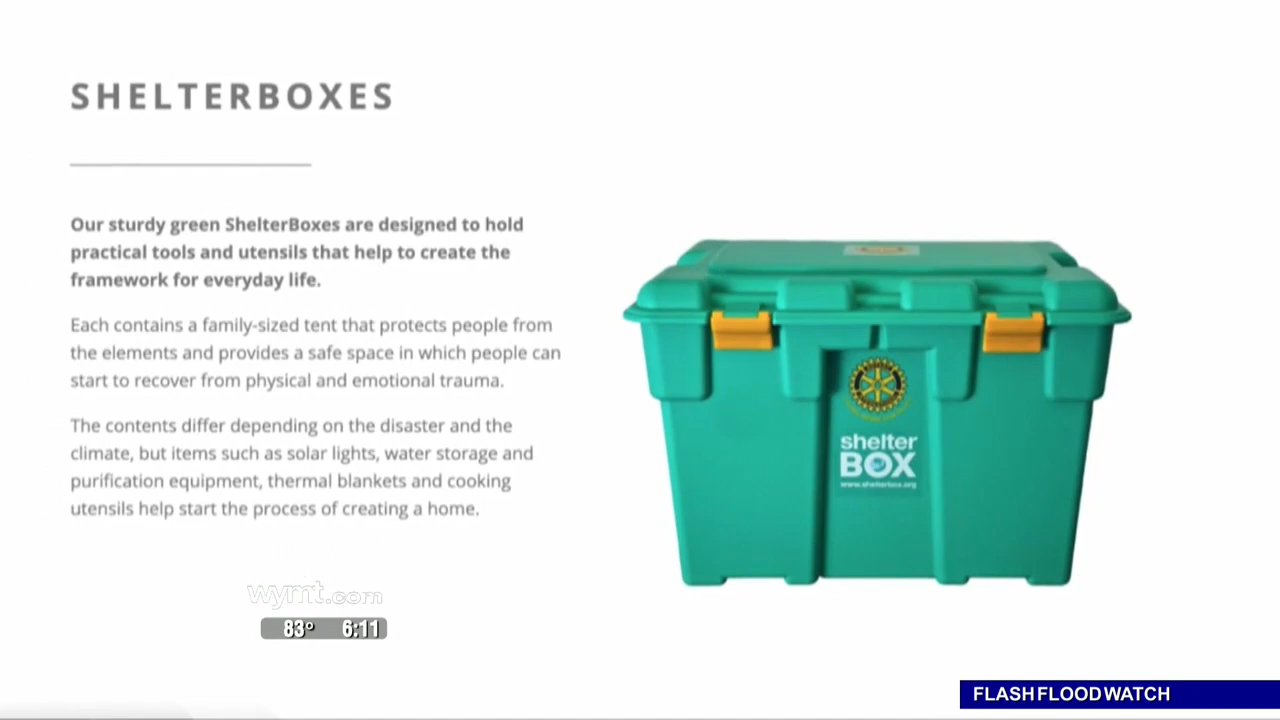 SHELTERBOXES
Our sturdy green ShelterBoxes are designed to hold
practical tools and utensils that help to create the
framework for everyday life.
Each contains a family-sized tent that protects people from
the elements and provides a safe space in which people can
start to recover from physical and emotional trauma.
The contents differ depending on the disaster and the
climate, but items such as solar lights, water storage and
purification equipment, thermal blankets and cooking
utensils help start the process of creating a home.
shelter
BOX
www.shelterbox.org
wymt.com
83° 6:11
FLASH FLOOD WATCH